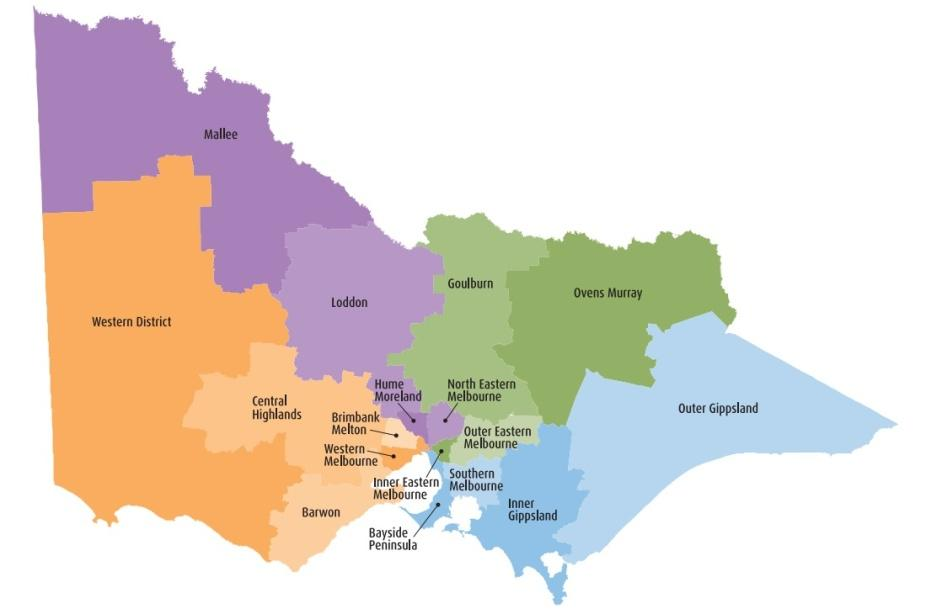 Mallee
Goulburn
Ovens Murray
Loddon
Western District
Hume
Moreland
North Eastern
Melbourne
Central
Highlands
Outer Gippsland
Brimbank
Melton
Outer Eastern
Melbourne
Western
Melbourne
Inner Eastern
Melbourne
Southern
Melbourne
Barwon
Inner
Gippsland
Bayside
Peninsula